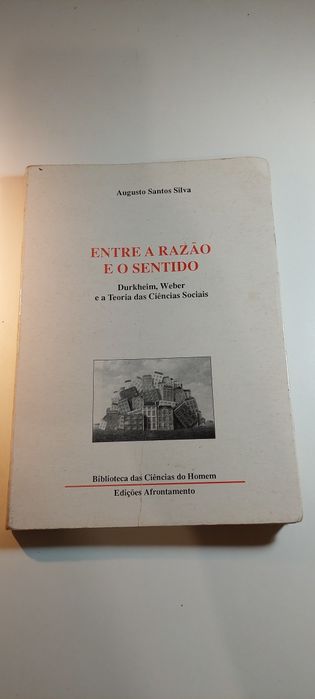 Augusto Santos Silva
ENTRE A RAZÃO
E O SENTIDO
Durkheim, Weber
e a Teoria das Ciências Sociais
Biblioteca das Ciências do Homem
Edições Afrontamento